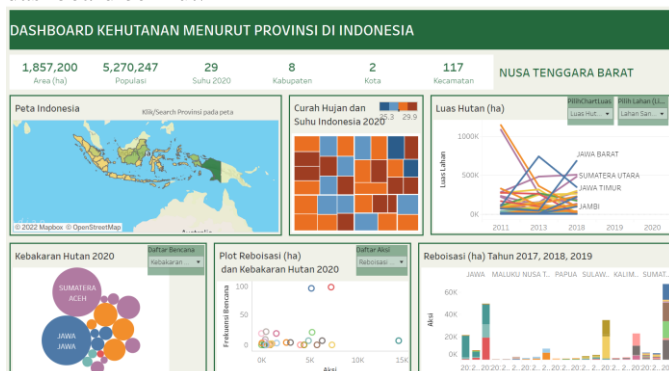 DASHBOARD KEHUTANAN MENURUT PROVINSI DI INDONESIA
1,857,200 5,270,247 29 8 2 117
Area (ha) Populasi Suhu 2020 Kabupaten Kota Kecamatan
NUSA TENGGARA BARAT
Peta Indonesia
Klik/Search Provinsi pada peta
© 2022 Mapbox © OpenStreetMap
Curah Hujan dan
Suhu Indonesia 2020
25.3 29.9
Luas Hutan (ha)
PilihChartLuas
Luas Hut...
Pilih Lahan (Li...
Lahan San...
Luas Lahan
1000K
500K
0K
JAWA BARAT
SUMATERA UTARA
JAWA TIMUR
JAMBI
2011 2013 2018 2019 2020
Kebakaran Hutan 2020
Daftar Bencana
Kebakaran...
SUMATERA
ACEH
JAWA
JAWA
Plot Reboisasi (ha)
dan Kebakaran Hutan 2020
Daftar Aksi
Reboisasi ...
Frekuensi Bencana
100
50
0
0K 5K 10K 15K
Aksi
Reboisasi (ha) Tahun 2017, 2018, 2019
JAWA MALUKU NUSA T... PAPUA SULAW... KALIM... SUMAT...
Aksi
60K
40K
20K
0K